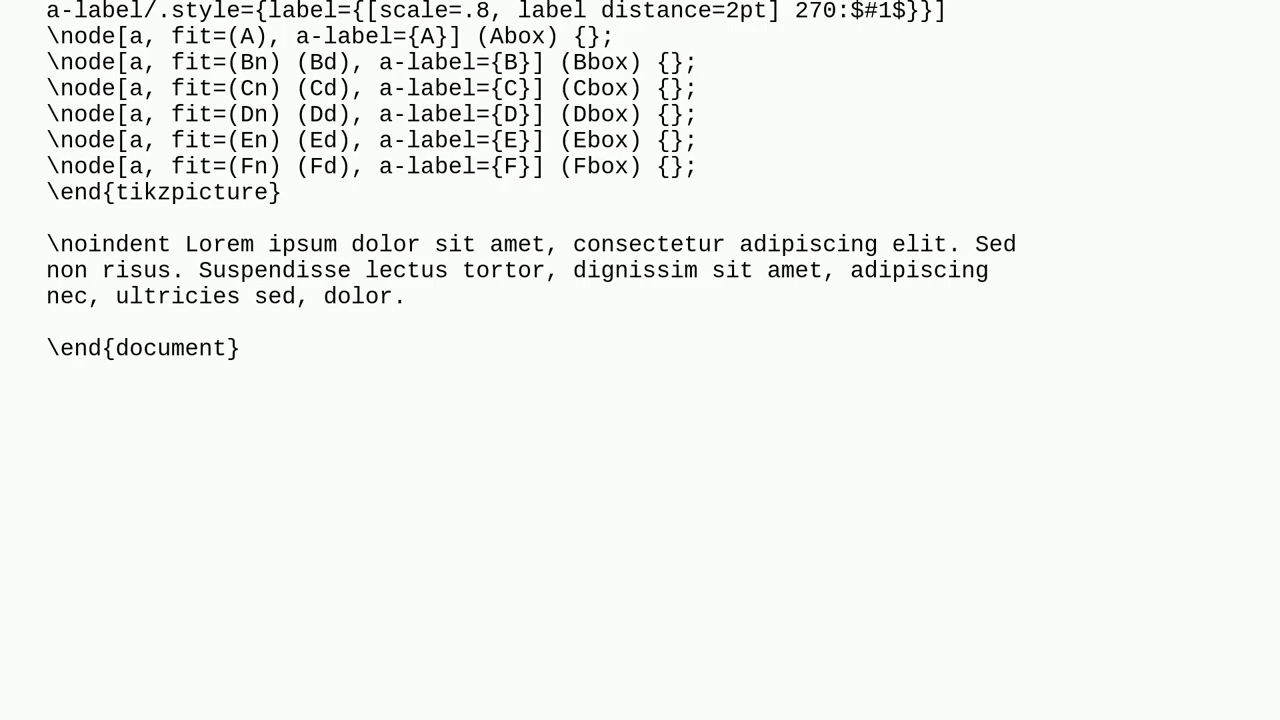 a-label/.style={label={[scale=.8, label distance=2pt] 270:$#1$}}]
\node[a, fit=(A), a-label={A}] (Abox) {};
\node[a, fit=(Bn) (Bd), a-label={B}] (Bbox) {};
\node[a, fit=(Cn) (Cd), a-label={C}] (Cbox) {};
\node[a, fit=(Dn) (Dd), a-label={D}] (Dbox) {};
\node[a, fit=(En) (Ed), a-label={E}] (Ebox) {};
\node[a, fit=(Fn) (Fd), a-label={F}] (Fbox) {};
\end{tikzpicture}
\noindent Lorem ipsum dolor sit amet, consectetur adipiscing elit. Sed
non risus. Suspendisse lectus tortor, dignissim sit amet, adipiscing
nec, ultricies sed, dolor.
\end{document}